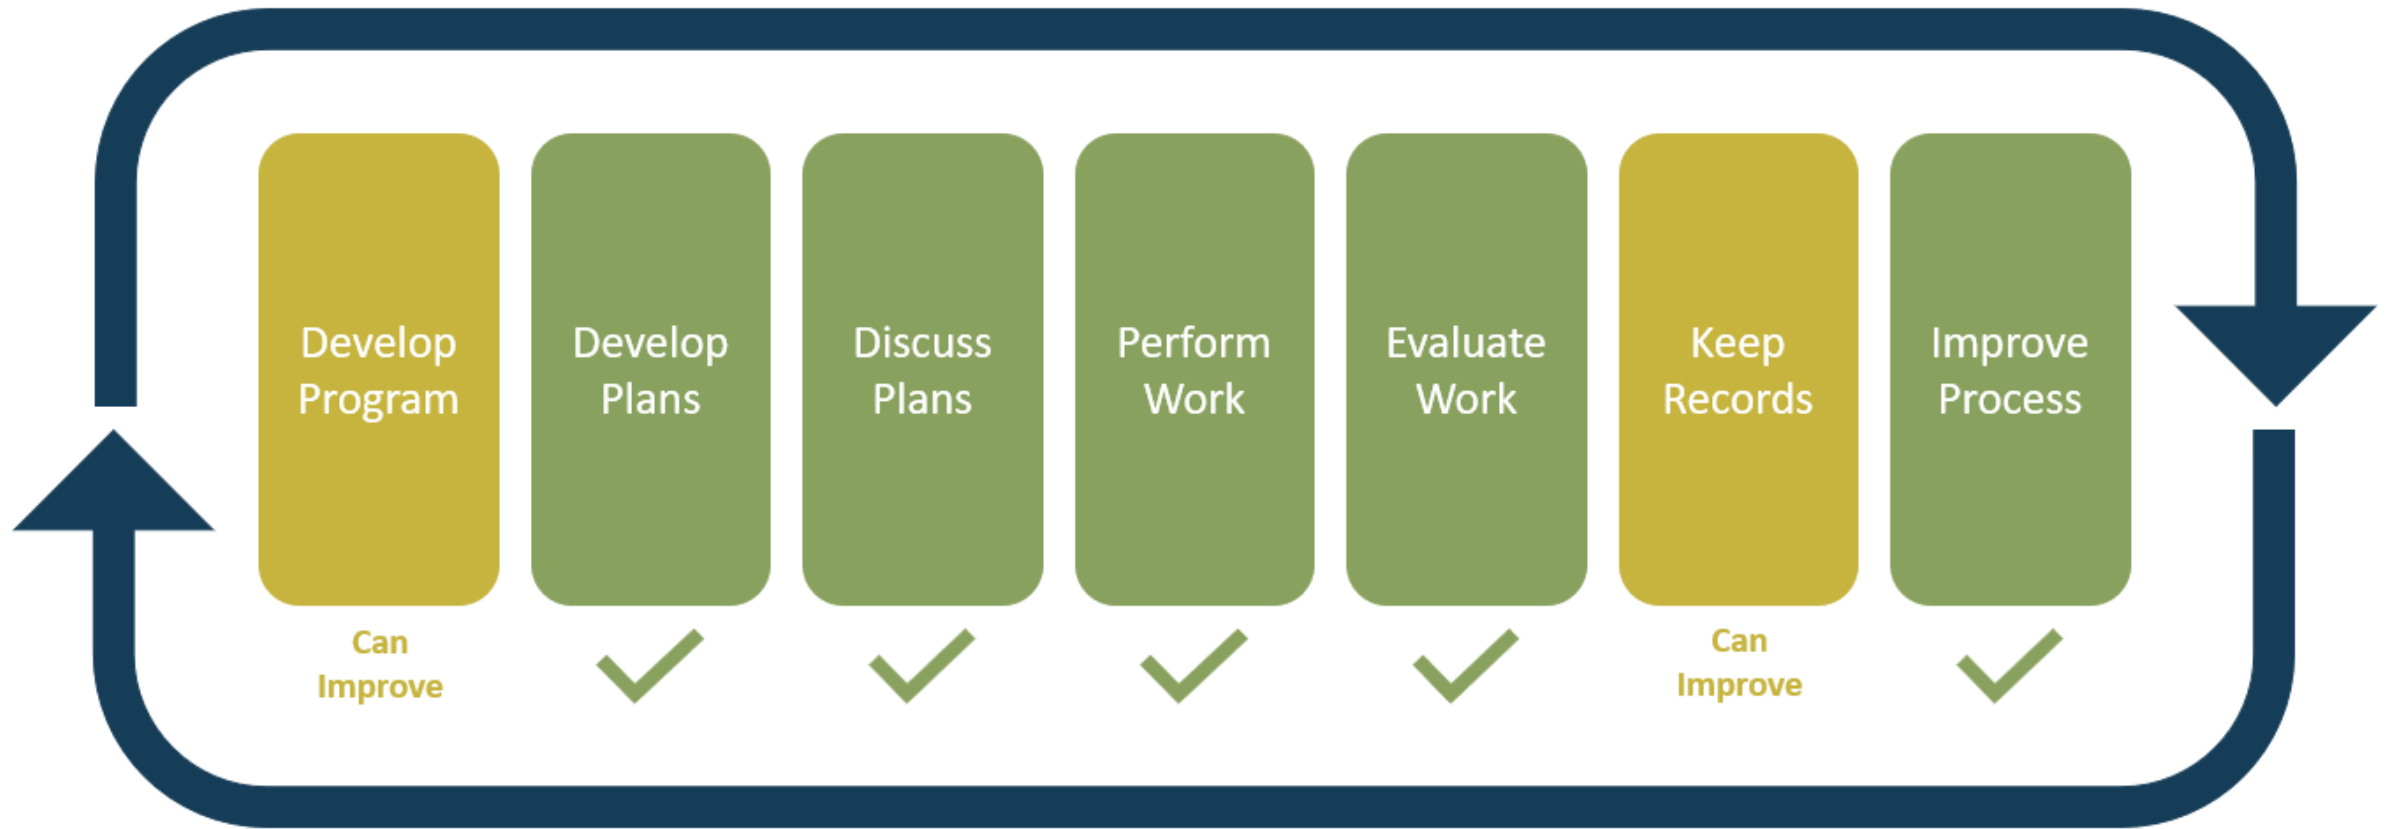 Develop
Program
Develop
Plans
Discuss
Plans
Perform
Work
Evaluate
Work
Keep
Records
Improve
Process
Can
Improve
Can
Improve